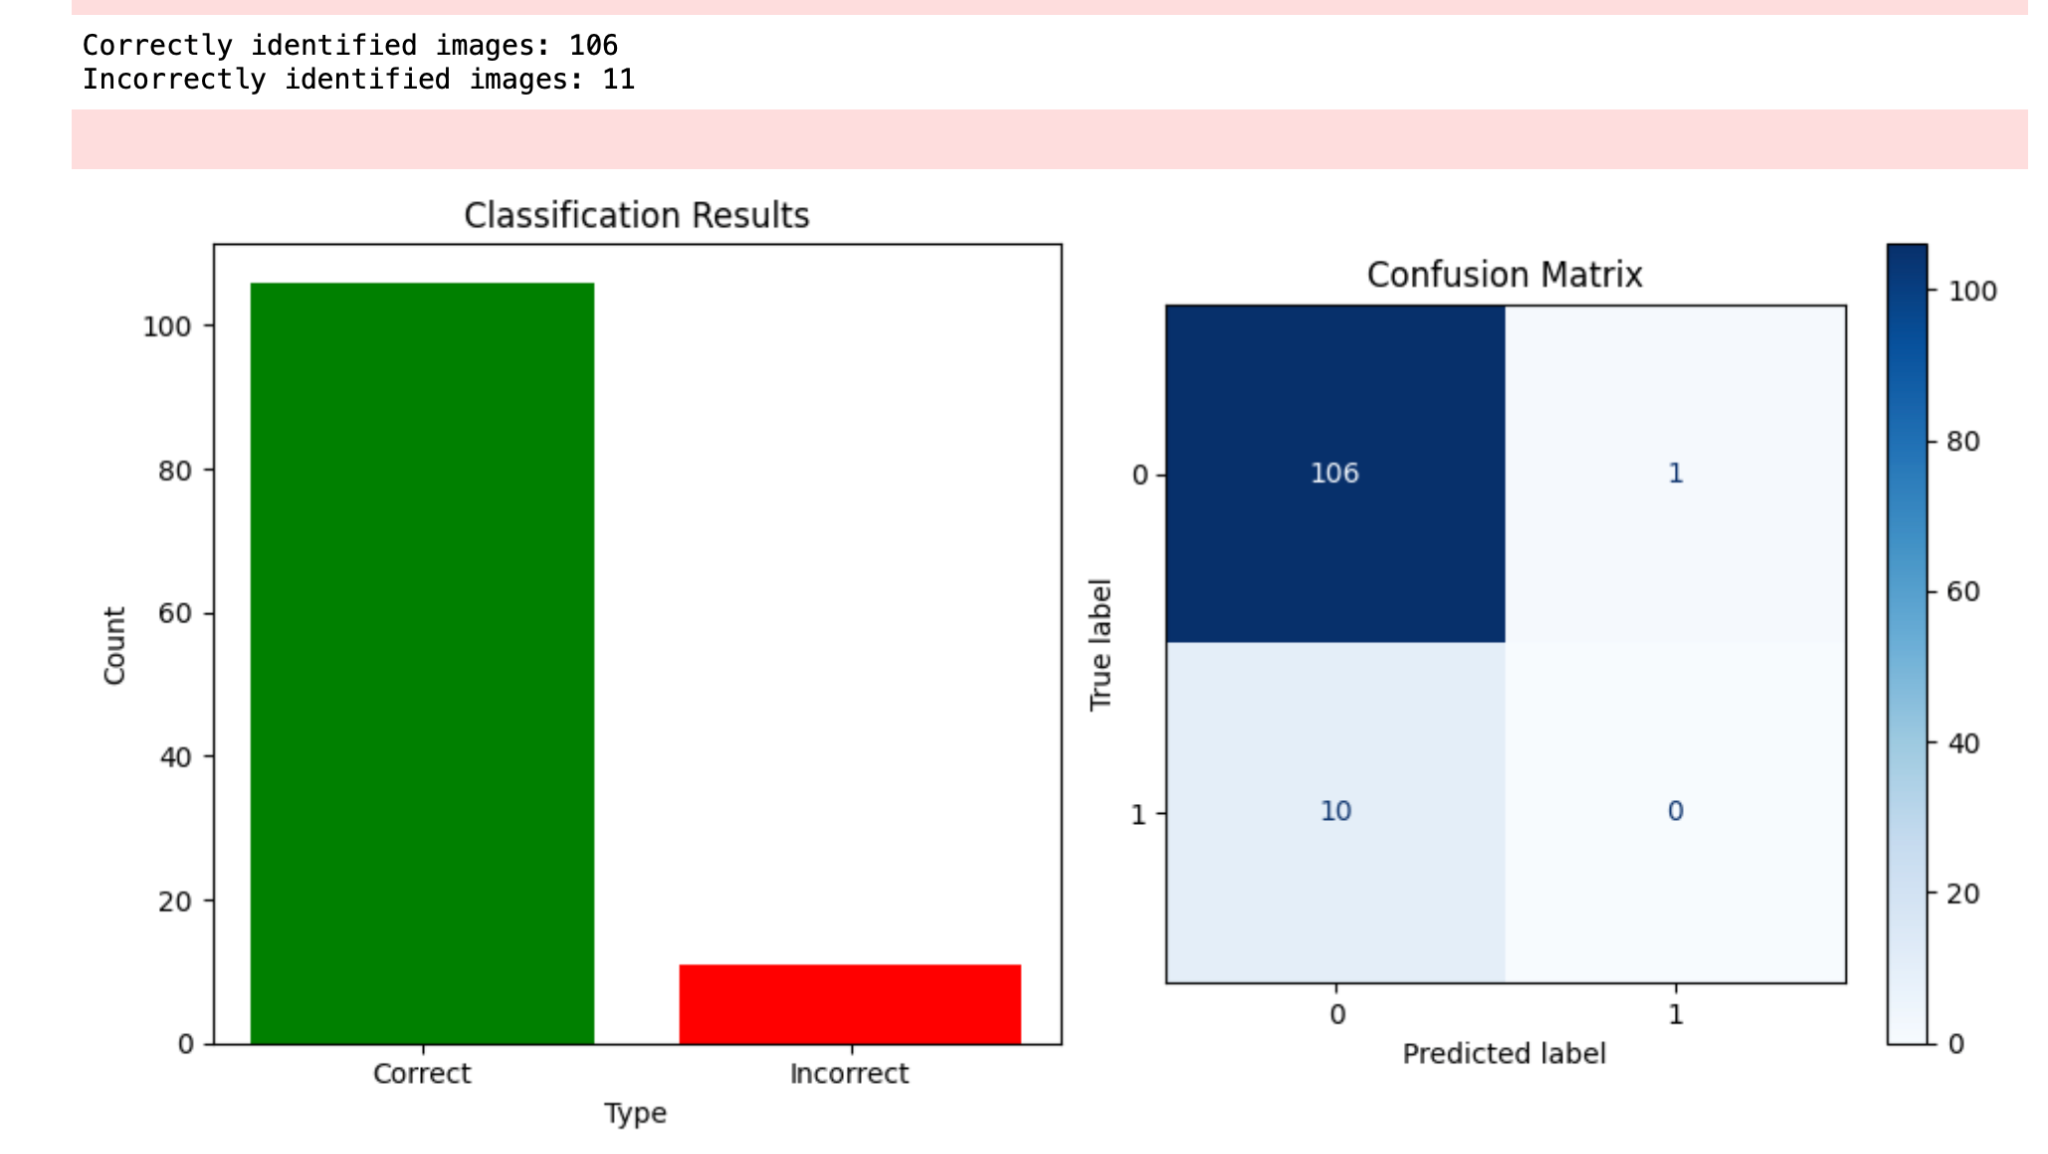 Correctly identified images: 106
Incorrectly identified images: 11
Classification Results
100
80
60
40
20
0
Count
Correct
Incorrect
Type
Confusion Matrix
True label
0
1
106
1
10
0
0
1
Predicted label
100
80
60
40
20
0